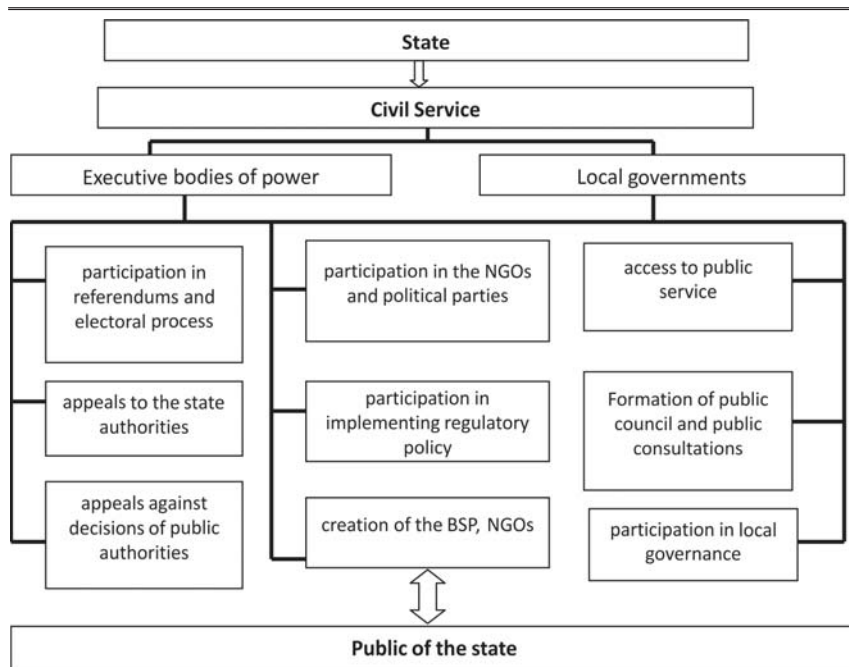 State
Civil Service
Executive bodies of power
Local governments
participation in
referendums and
electoral process
participation in the NGOs
and political parties
access to public
service
appeals to the state
authorities
participation in
implementing regulatory
policy
Formation of public
council and public
consultations
appeals against
decisions of public
authorities
creation of the BSP, NGOs
participation in local
governance
Public of the state